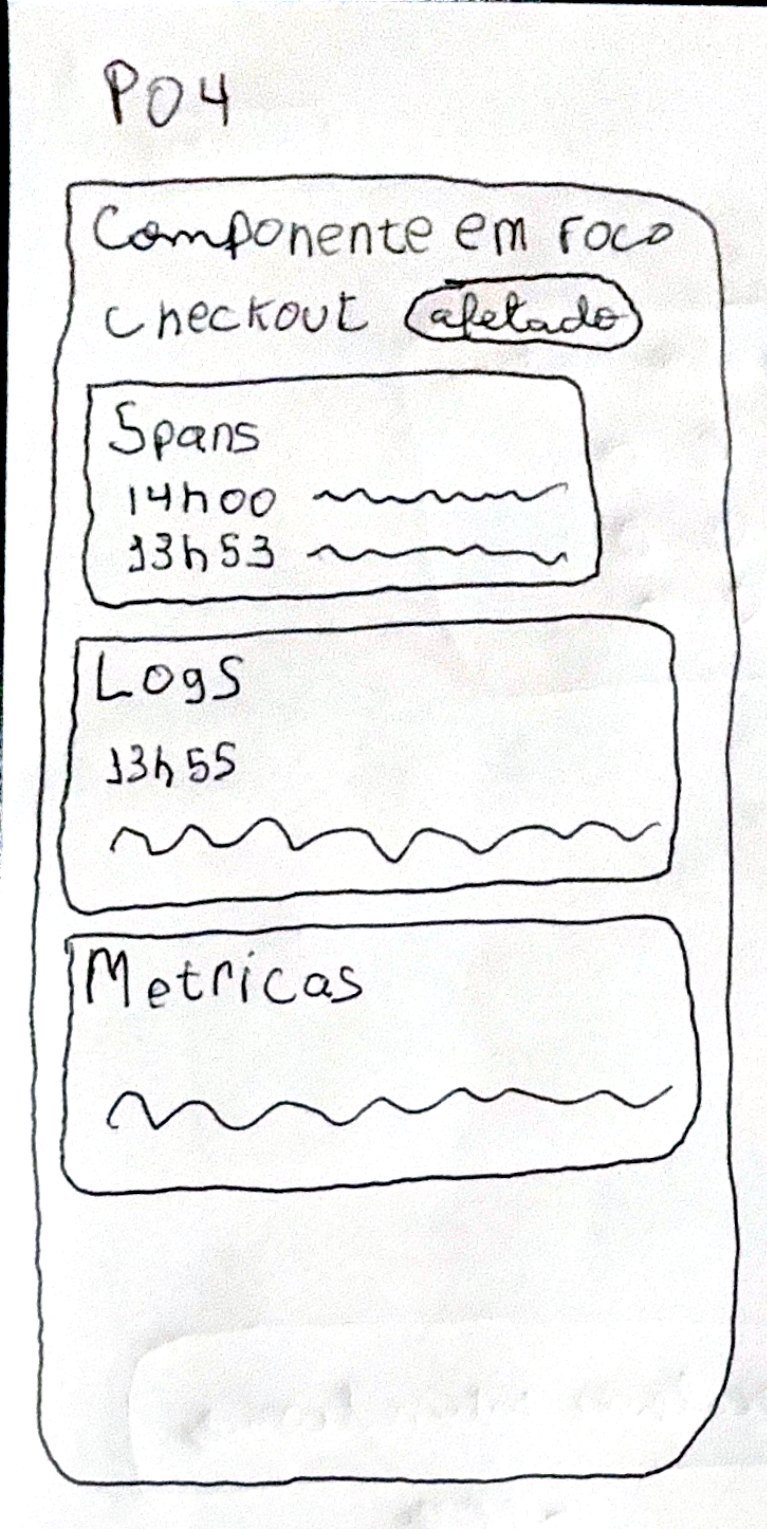 P04
Componente em foco
checkout afetado
Spans
14h00
13h53
Logs
13h55
Metricas